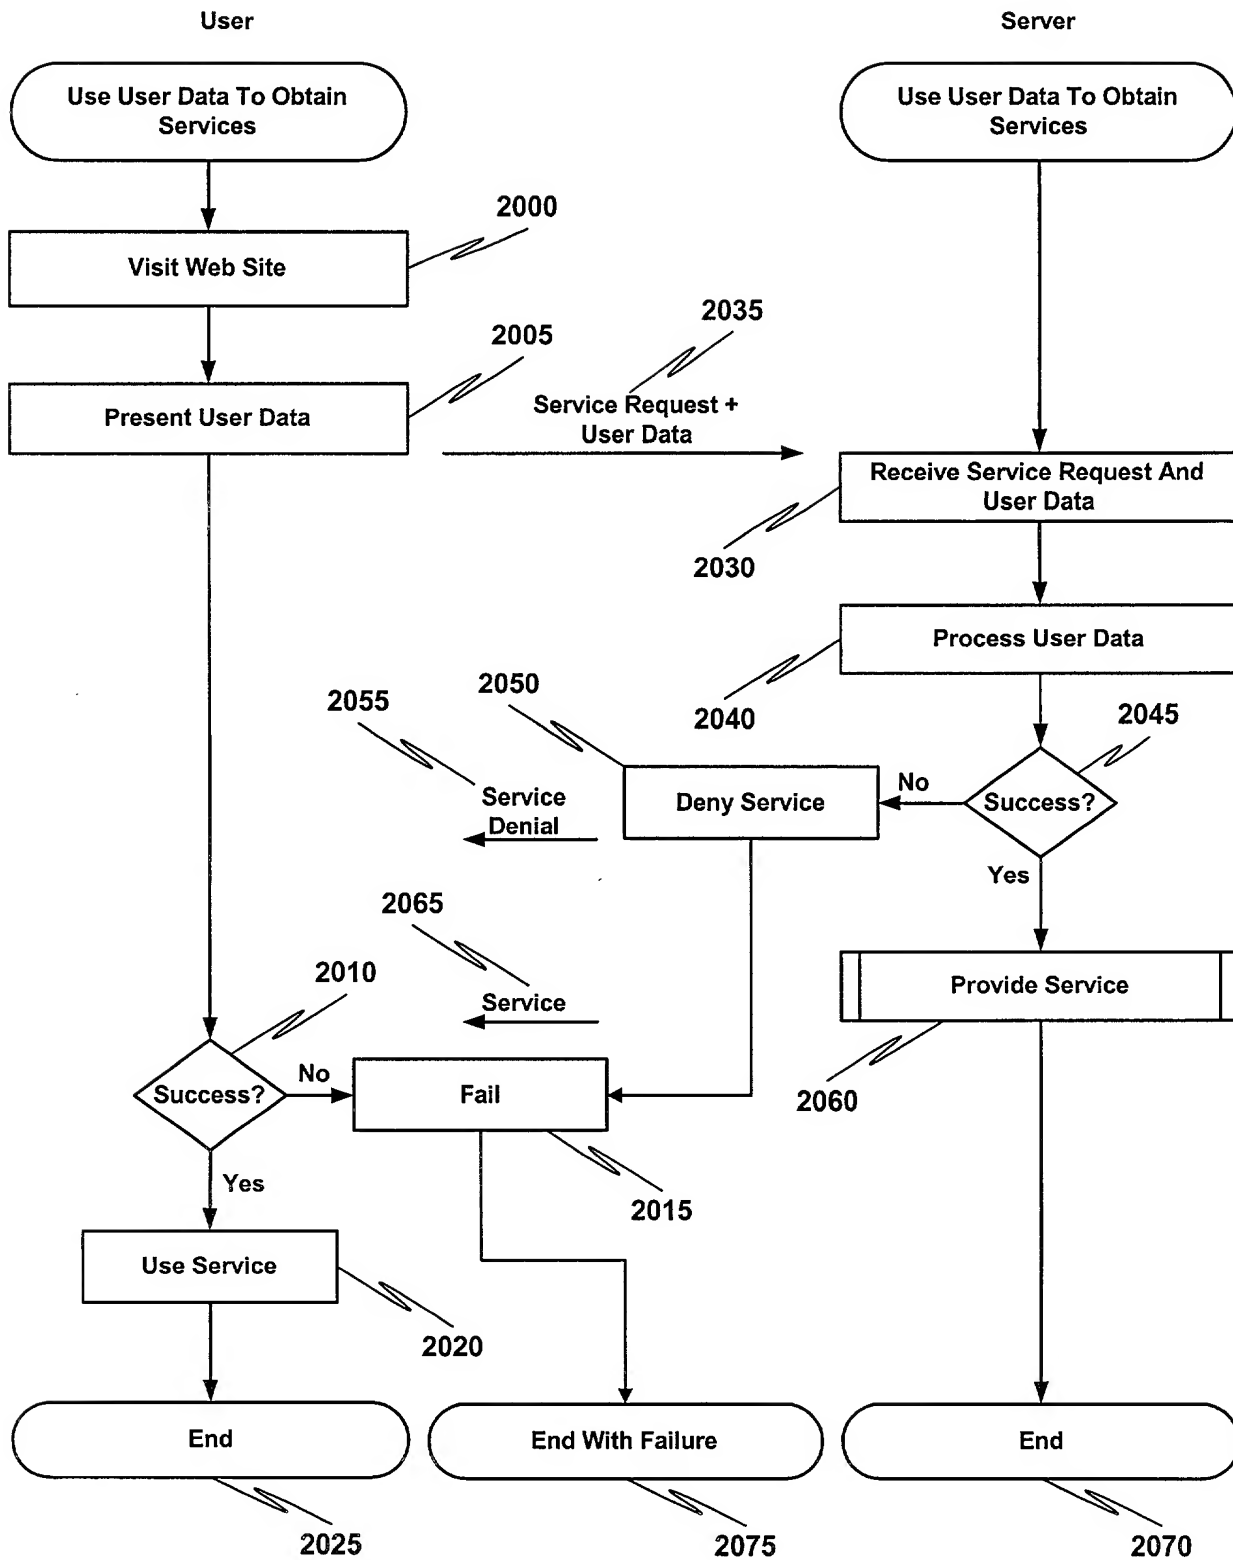 User
Server
Use User Data To Obtain
Services
Use User Data To Obtain
Services
2000
Visit Web Site
2035
2005
Present User Data
Service Request +
User Data
Receive Service Request And
User Data
2030
Process User Data
2050
2055
2040
2045
No
Deny Service
Success?
Service
Denial
Yes
2065
2010
Provide Service
Service
No
Success?
Fail
2060
Yes
2015
Use Service
2020
End
End With Failure
End
2025
2075
2070